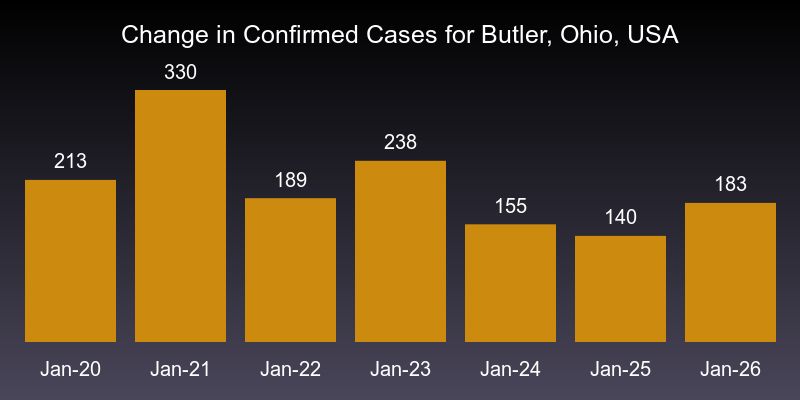 Change in Confirmed Cases for Butler, Ohio, USA
213
330
189
238
155
140
183
Jan-20
Jan-21
Jan-22
Jan-23
Jan-24
Jan-25
Jan-26